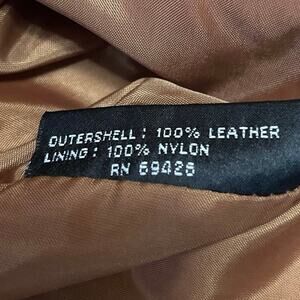 OUTERSHELL: 100% LEATHER
LINING: 100% NYLON
RN 69426